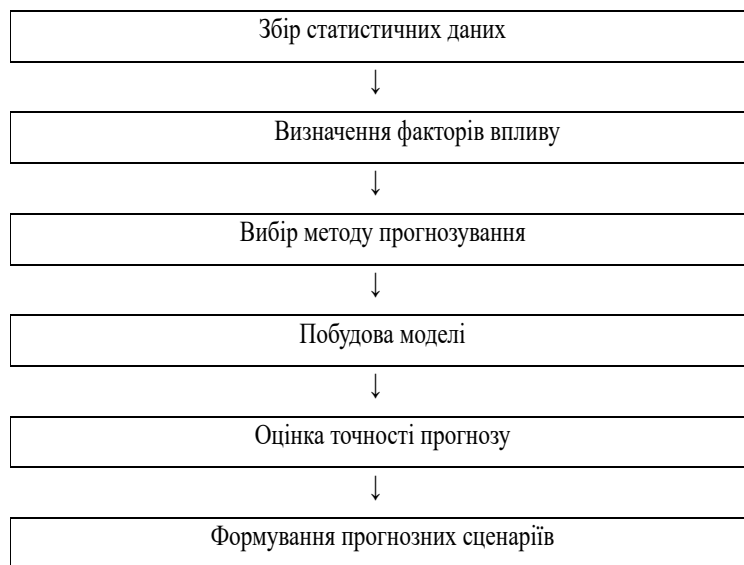 Збір статистичних даних
↓
Визначення факторів впливу
↓
Вибір методу прогнозування
↓
Побудова моделі
↓
Оцінка точності прогнозу
↓
Формування прогнозних сценаріїв